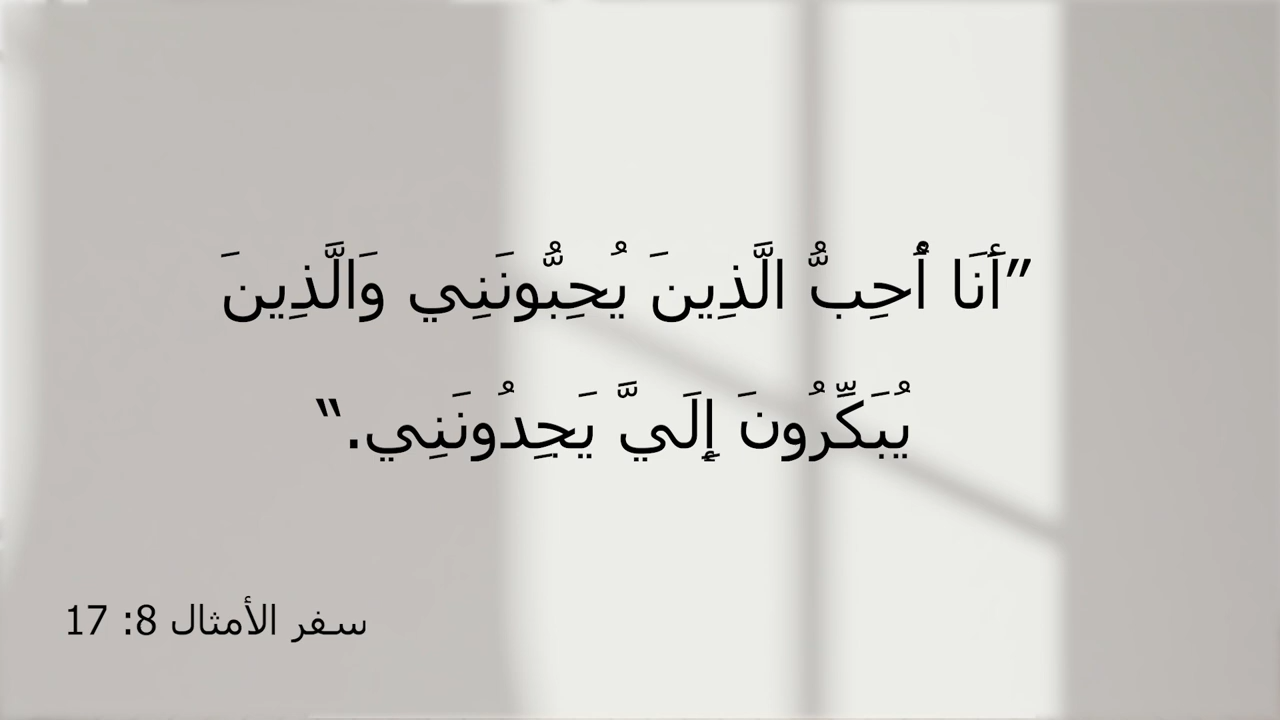 ”أَنَا أُحِبُّ الَّذِينَ يُحِبُّونَنِي وَالَّذِينَ
يُبَكِّرُونَ إِلَيَّ يَجِدُونَنِي.“
سفر الأمثال 8: 17